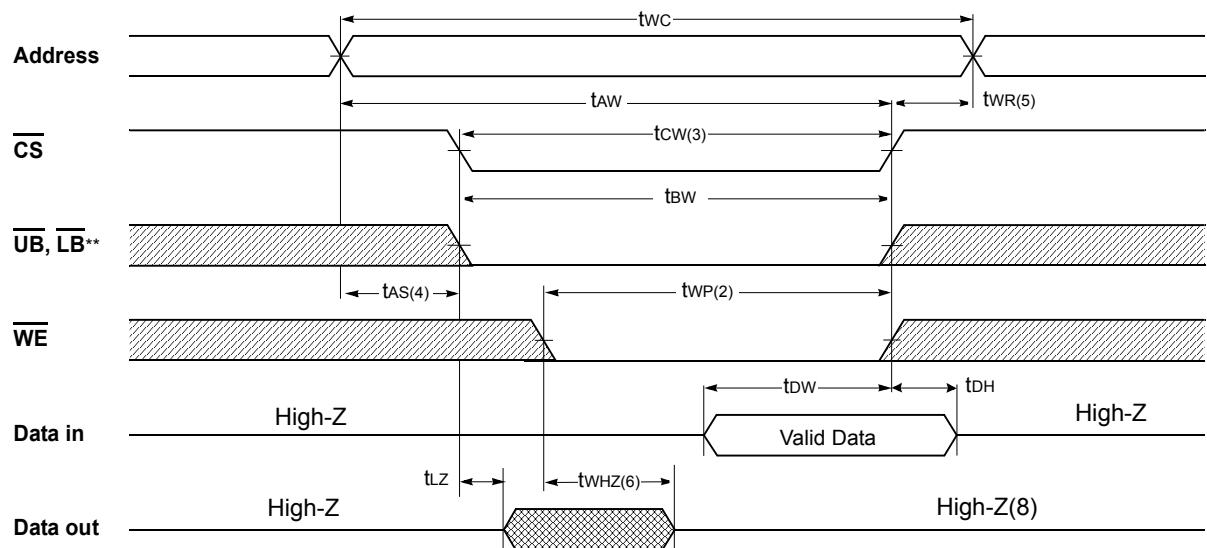 tWC
Address
tAW
tWR(5)
tCW(3)
CS
tBW
UB, LB**
tAS(4)
tWP(2)
WE
tDW
tDH
High-Z
High-Z
Data in
Valid Data
tLZ
tWHZ(6)
High-Z
High-Z(8)
Data out